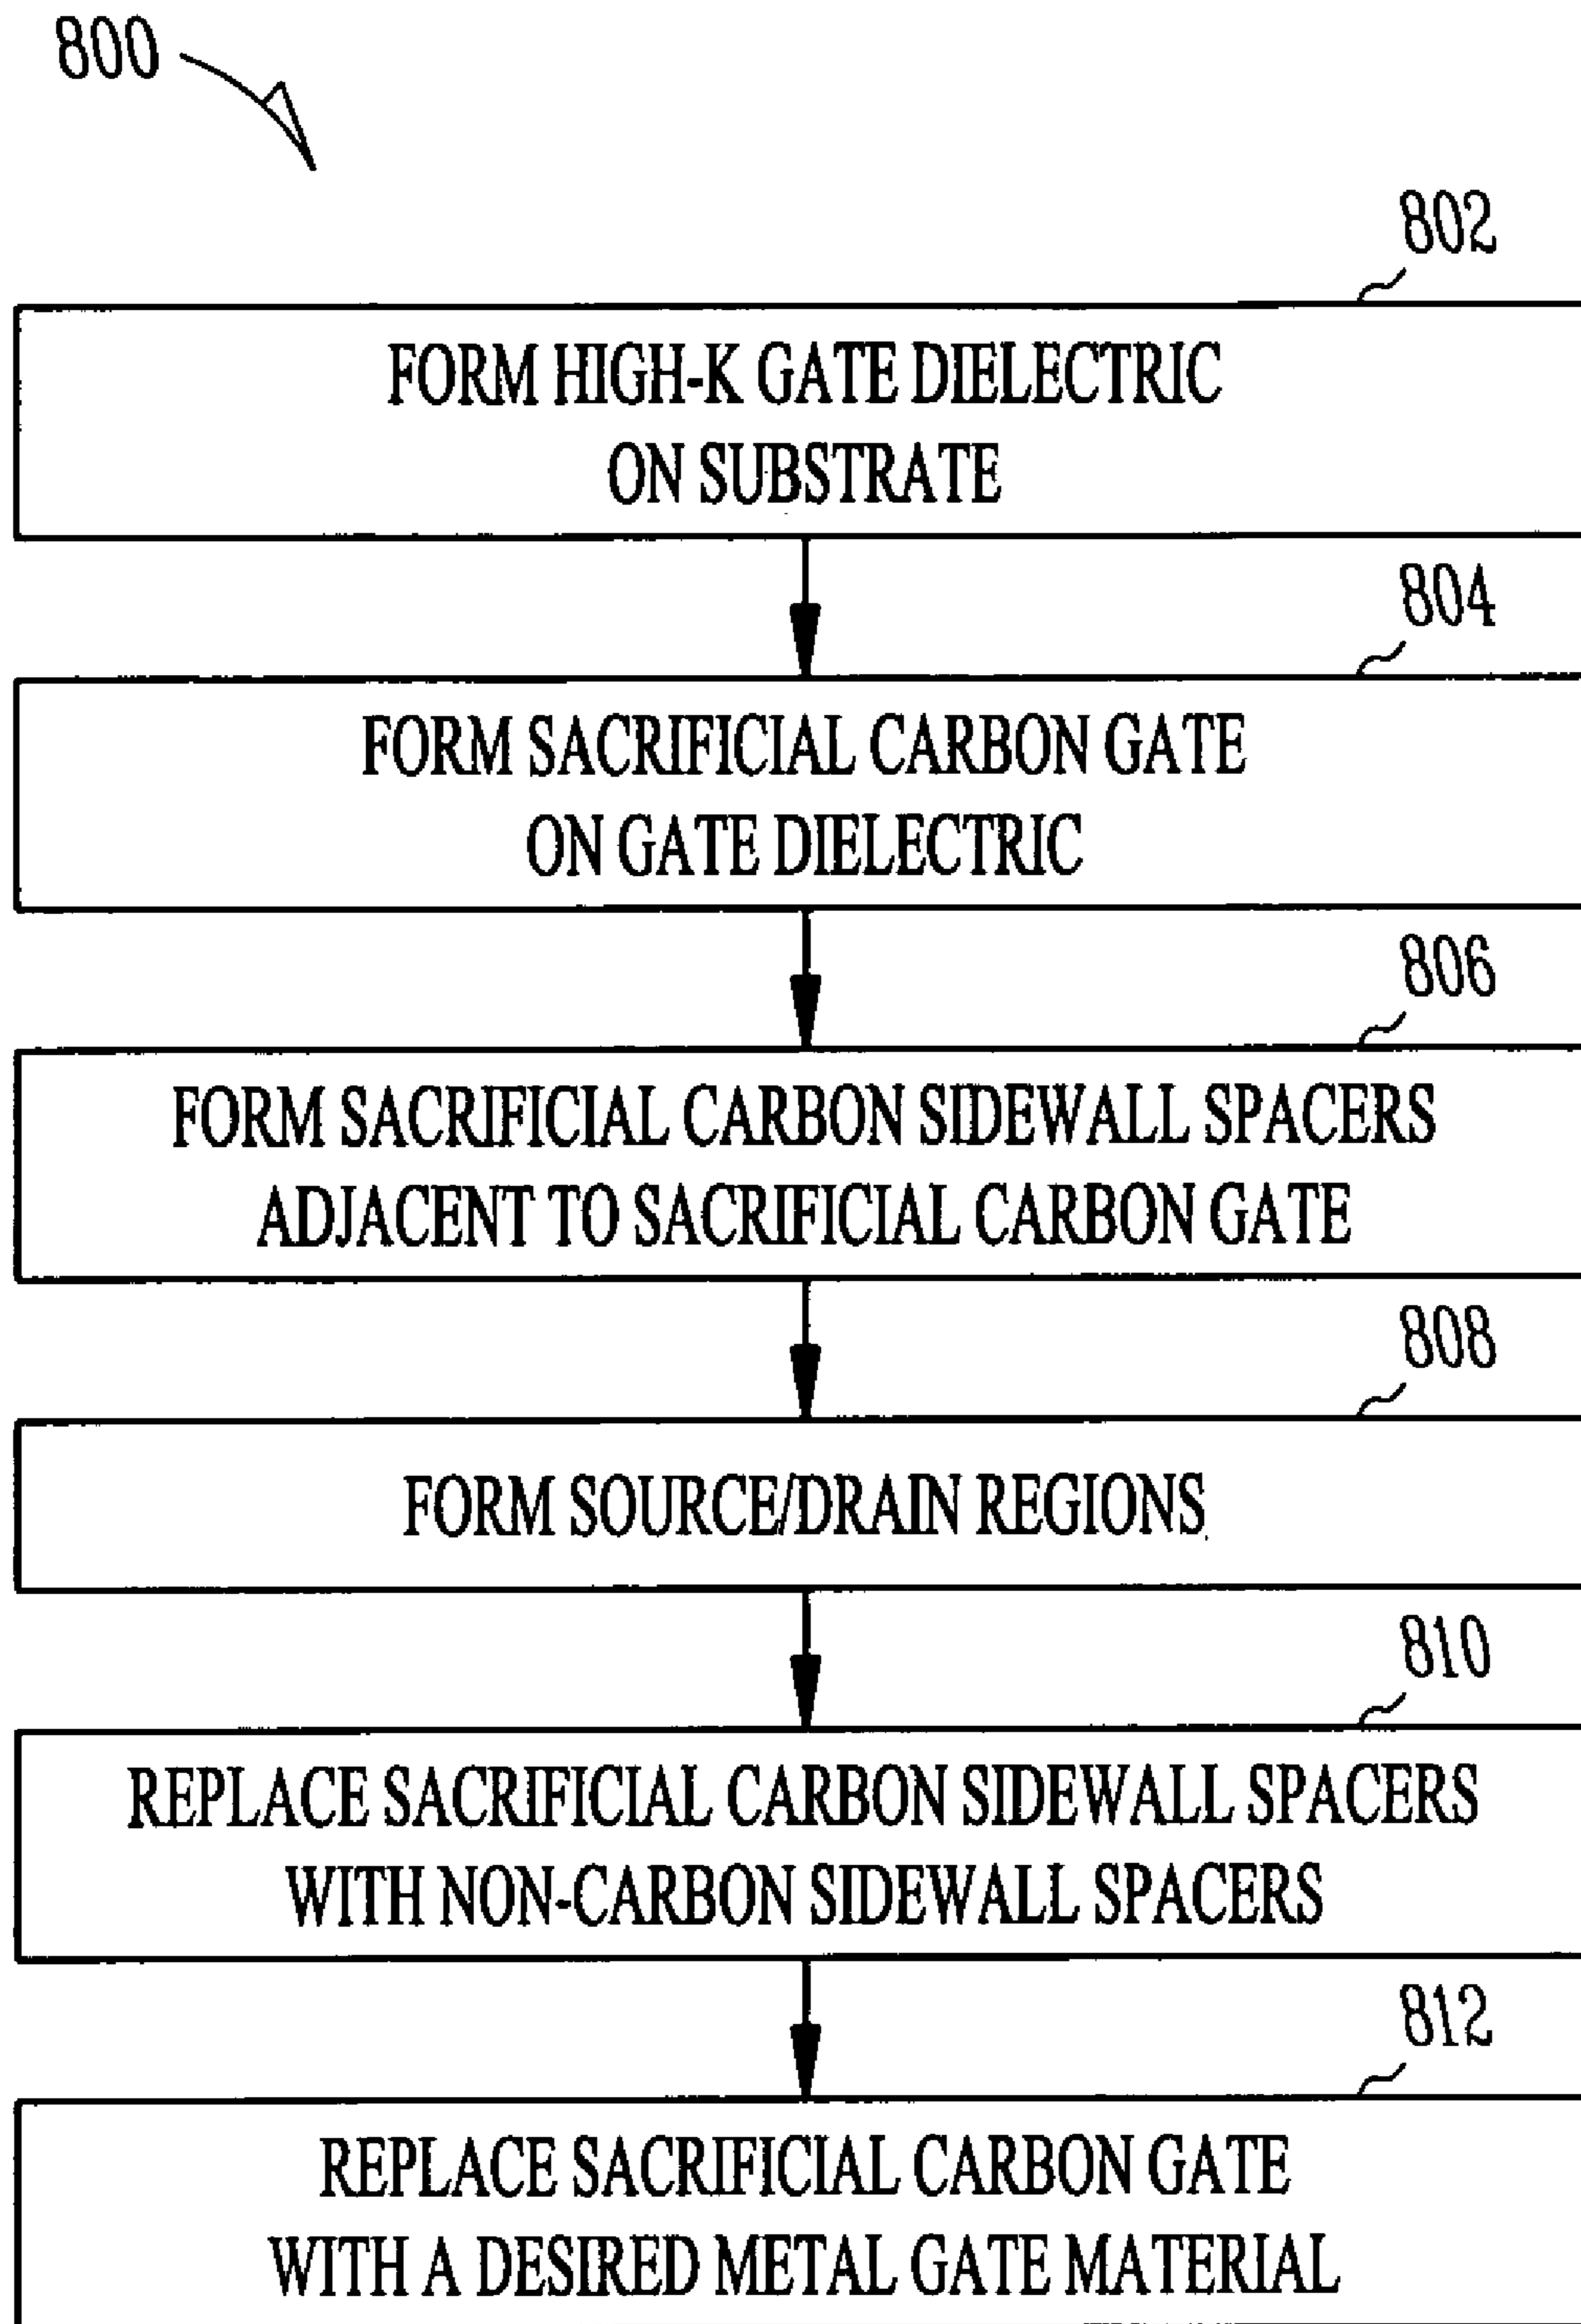 800
802
FORM HIGH-K GATE DIELECTRIC
ON SUBSTRATE
804
FORM SACRIFICIAL CARBON GATE
ON GATE DIELECTRIC
806
FORM SACRIFICIAL CARBON SIDEWALL SPACERS
ADJACENT TO SACRIFICIAL CARBON GATE
808
FORM SOURCE/DRAIN REGIONS
810
REPLACE SACRIFICIAL CARBON SIDEWALL SPACERS
WITH NON-CARBON SIDEWALL SPACERS
812
REPLACE SACRIFICIAL CARBON GATE
WITH A DESIRED METAL GATE MATERIAL